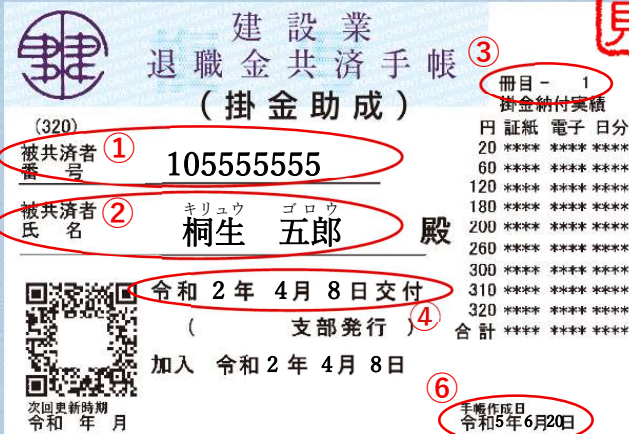 建設業
退職金共済手帳
(掛金助成)
(320)
① 被共済者番号 105555555
② 被共済者氏名 キリュウ ゴロウ
桐生 五郎 殿
③ 冊目- 1
掛金納付実績
円 証紙 電子 日分
20 **** **** ****
60 **** **** ****
120 **** **** ****
180 **** **** ****
200 **** **** ****
260 **** **** ****
300 **** **** ****
310 **** **** ****
320 **** **** ****
合計 **** **** ****
令和 2年 4月 8日交付
④
( 支部発行 )
加入 令和 2年 4月 8日
次回更新時期
令和 年 月
⑥
手帳作成日
令和5年6月20日